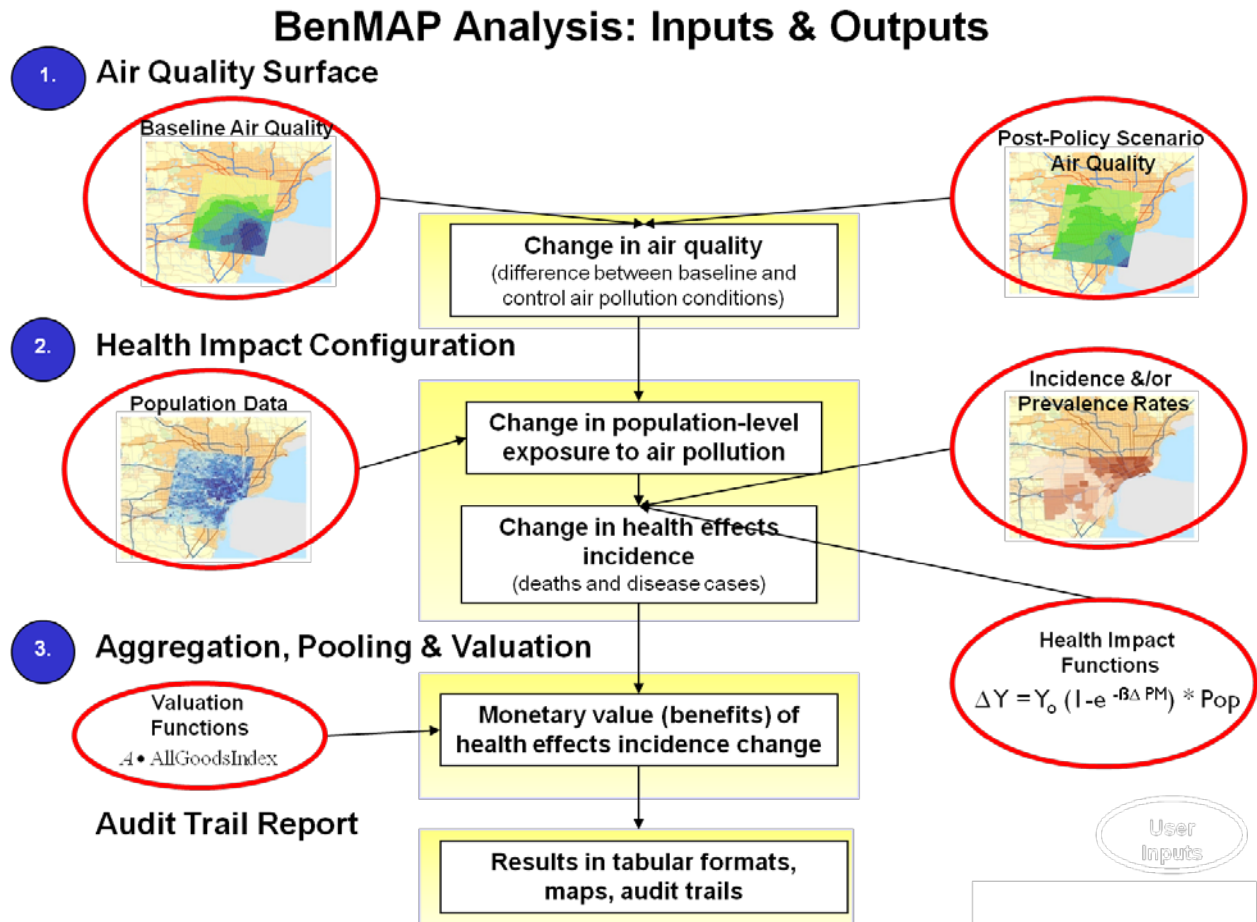 BenMAP Analysis: Inputs & Outputs
1.
Air Quality Surface
Baseline Air Quality
Post-Policy Scenario
Air Quality
Change in air quality
(difference between baseline and
control air pollution conditions)
2.
Health Impact Configuration
Population Data
Incidence &/or
Prevalence Rates
Change in population-level
exposure to air pollution
Change in health effects
incidence
(deaths and disease cases)
Health Impact
Functions
ΔY = Yₒ (1-e ^-βΔ PM) * Pop
3.
Aggregation, Pooling & Valuation
Valuation
Functions
A • AllGoodsIndex
Monetary value (benefits) of
health effects incidence change
Audit Trail Report
Results in tabular formats,
maps, audit trails
User
Inputs